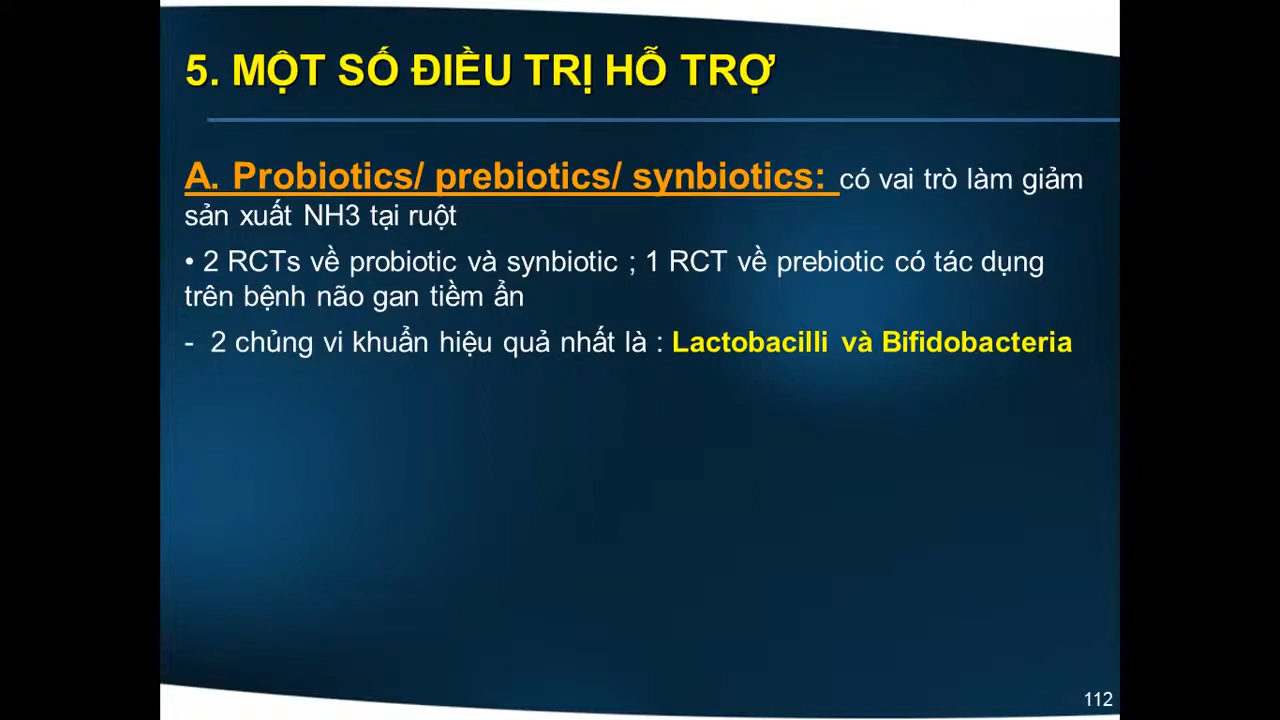 5. MỘT SỐ ĐIỀU TRỊ HỖ TRỢ
A. Probiotics/ prebiotics/ synbiotics: có vai trò làm giảm
sản xuất NH3 tại ruột
• 2 RCTs về probiotic và synbiotic ; 1 RCT về prebiotic có tác dụng
trên bệnh não gan tiềm ẩn
- 2 chủng vi khuẩn hiệu quả nhất là : Lactobacilli và Bifidobacteria
112